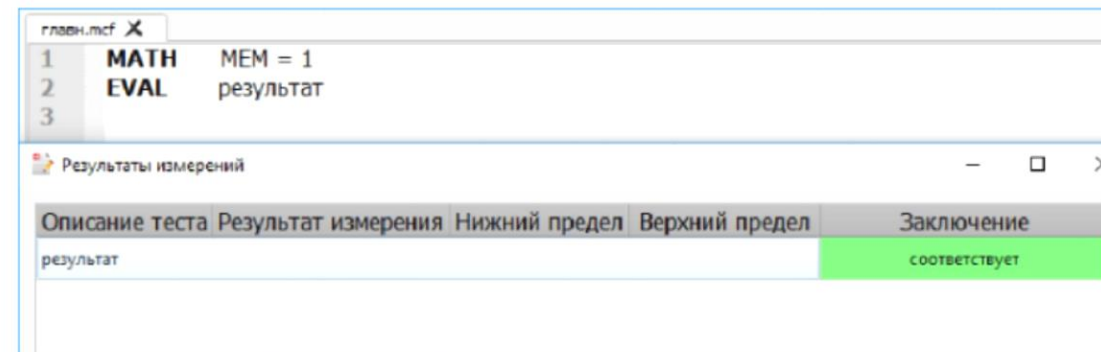 главн.mcf X
1 MATH MEM = 1
2 EVAL результат
3
Результаты измерений
Описание теста Результат измерения Нижний предел Верхний предел Заключение
результат соответствует